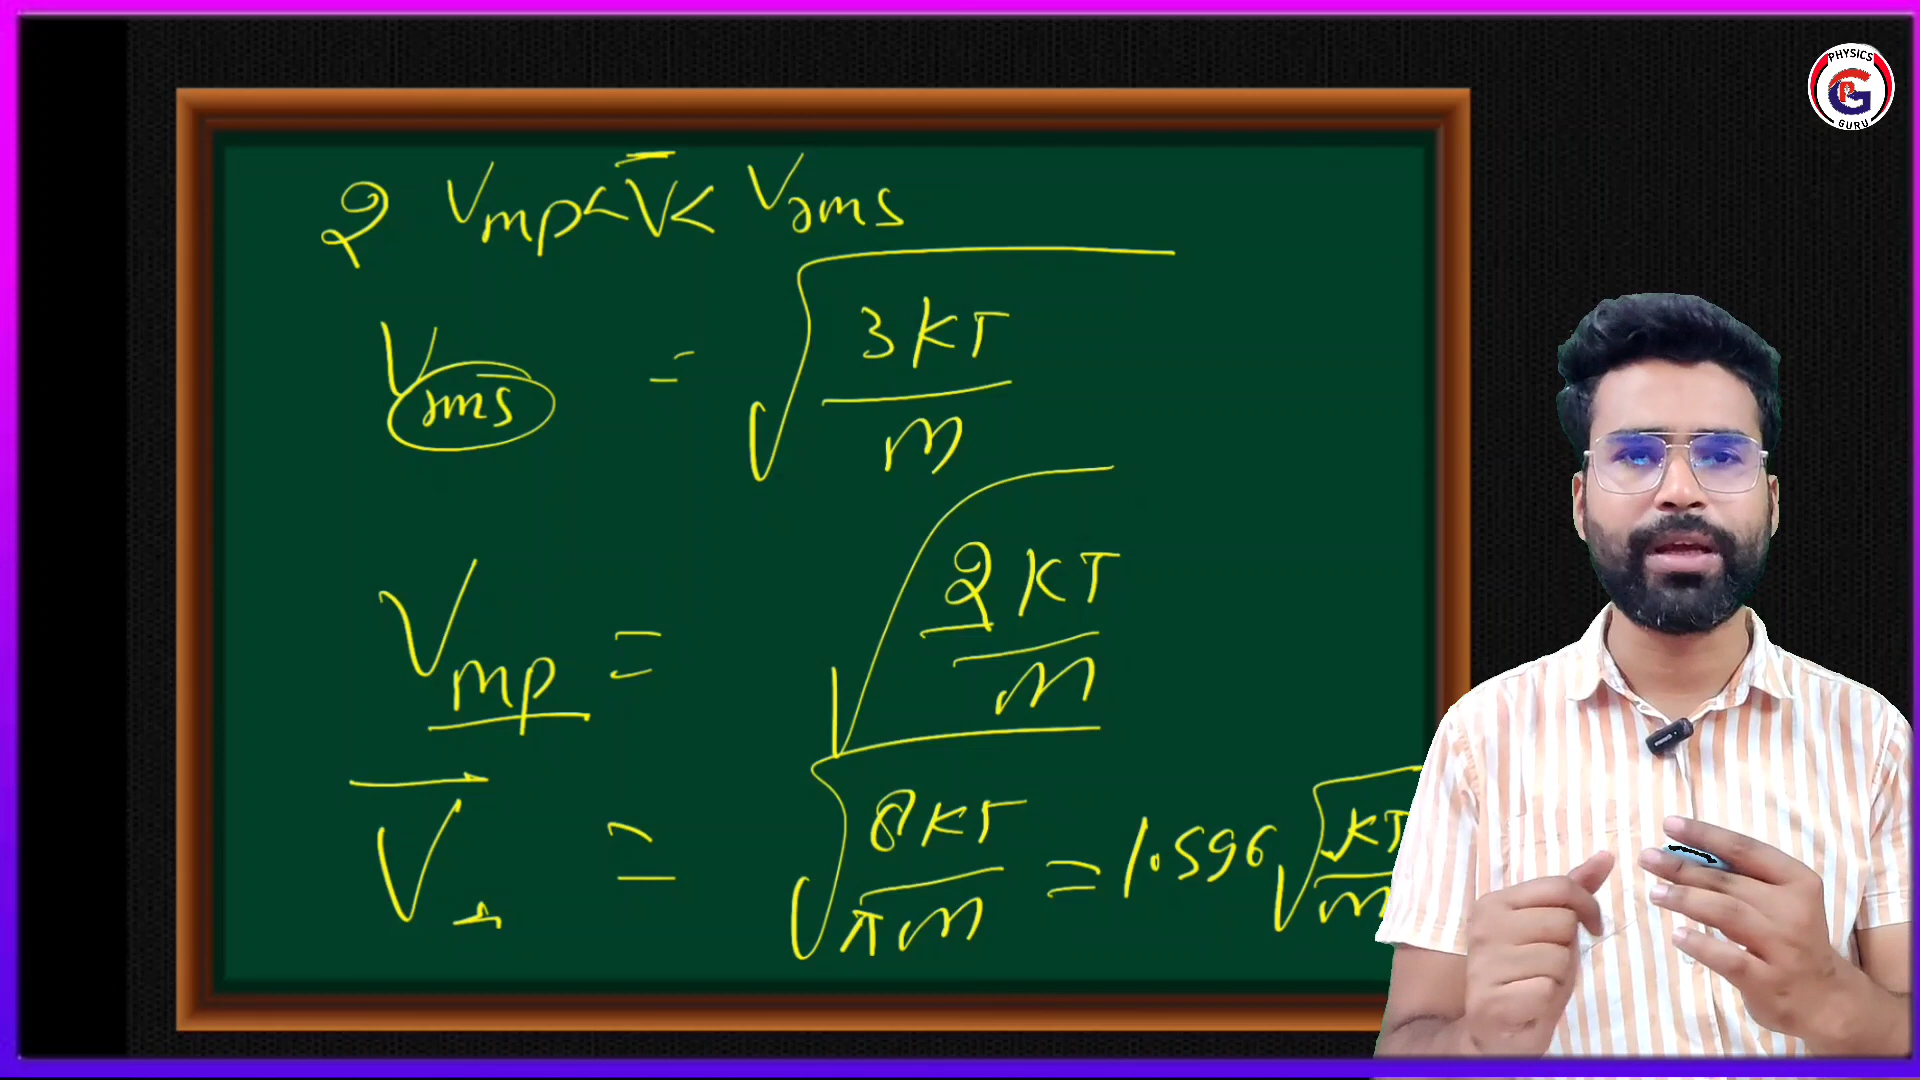 PHYSICS
GURU
2 Vmp < V̅ < Vrms
Vrms = √(3KT/m)
Vmp = √(2KT/m)
V̅ = √(8KT/πm) = 1.596 √(KT/m)